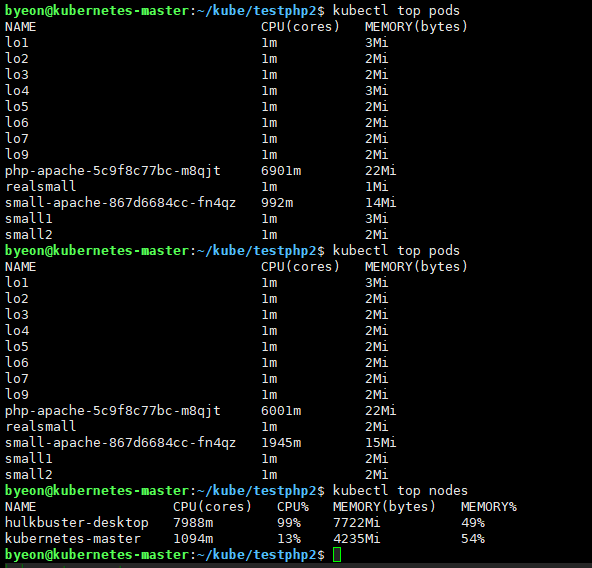 byeon@kubernetes-master:~/kube/testphp2$ kubectl top pods
NAME CPU(cores) MEMORY(bytes)
lo1 1m 3Mi
lo2 1m 2Mi
lo3 1m 2Mi
lo4 1m 3Mi
lo5 1m 2Mi
lo6 1m 2Mi
lo7 1m 2Mi
lo9 1m 2Mi
php-apache-5c9f8c77bc-m8qjt 6901m 22Mi
realsmall 1m 1Mi
small-apache-867d6684cc-fn4qz 992m 14Mi
small1 1m 3Mi
small2 1m 2Mi
byeon@kubernetes-master:~/kube/testphp2$ kubectl top pods
NAME CPU(cores) MEMORY(bytes)
lo1 1m 3Mi
lo2 1m 2Mi
lo3 1m 2Mi
lo4 1m 2Mi
lo5 1m 2Mi
lo6 1m 2Mi
lo7 1m 2Mi
lo9 1m 2Mi
php-apache-5c9f8c77bc-m8qjt 6001m 22Mi
realsmall 1m 2Mi
small-apache-867d6684cc-fn4qz 1945m 15Mi
small1 1m 2Mi
small2 1m 2Mi
byeon@kubernetes-master:~/kube/testphp2$ kubectl top nodes
NAME CPU(cores) CPU% MEMORY(bytes) MEMORY%
hulkbuster-desktop 7988m 99% 7722Mi 49%
kubernetes-master 1094m 13% 4235Mi 54%
byeon@kubernetes-master:~/kube/testphp2$